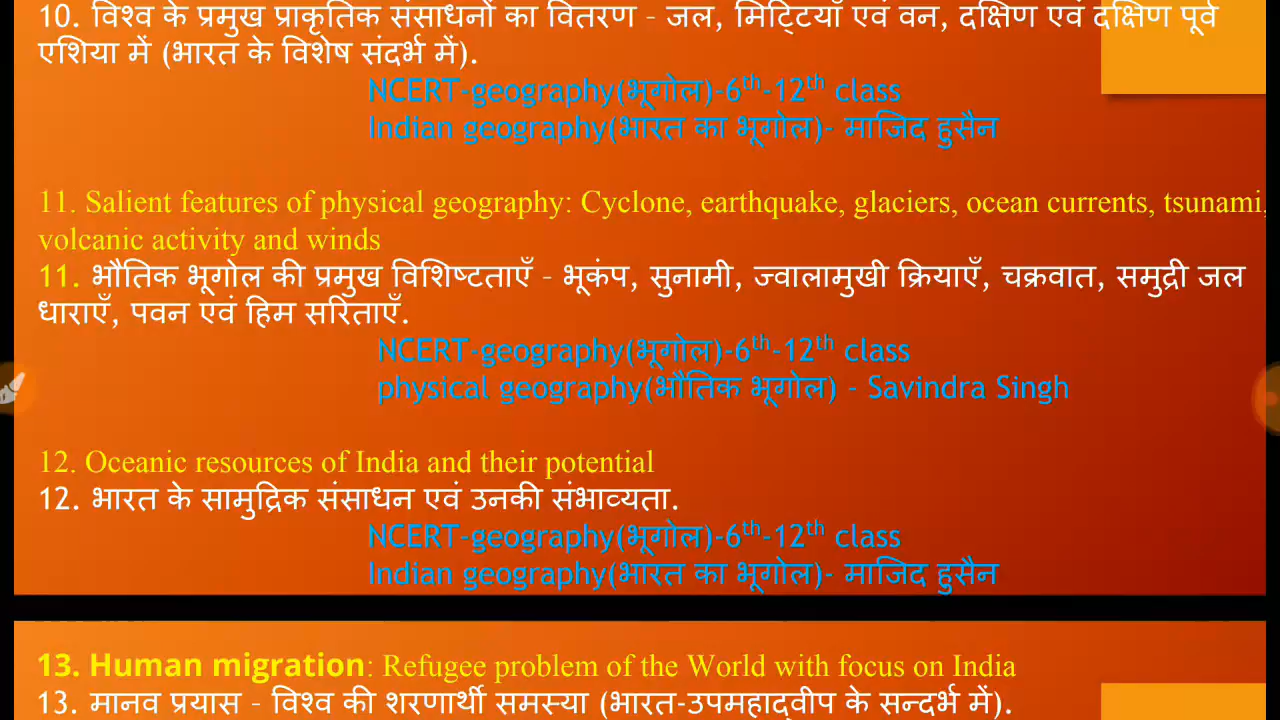 10. विश्व के प्रमुख प्राकृतिक संसाधनों का वितरण - जल, मिट्टियाँ एवं वन, दक्षिण एवं दक्षिण पूर्व
एशिया में (भारत के विशेष संदर्भ में).
NCERT-geography(भूगोल)-6th-12th class
Indian geography(भारत का भूगोल)- माजिद हुसैन
11. Salient features of physical geography: Cyclone, earthquake, glaciers, ocean currents, tsunami,
volcanic activity and winds
11. भौतिक भूगोल की प्रमुख विशिष्टताएँ - भूकंप, सुनामी, ज्वालामुखी क्रियाएँ, चक्रवात, समुद्री जल
धाराएँ, पवन एवं हिम सरिताएँ.
NCERT-geography(भूगोल)-6th-12th class
physical geography(भौतिक भूगोल) - Savindra Singh
12. Oceanic resources of India and their potential
12. भारत के सामुद्रिक संसाधन एवं उनकी संभाव्यता.
NCERT-geography(भूगोल)-6th-12th class
Indian geography(भारत का भूगोल)- माजिद हुसैन
13. Human migration: Refugee problem of the World with focus on India
13. मानव प्रयास - विश्व की शरणार्थी समस्या (भारत-उपमहाद्वीप के सन्दर्भ में).